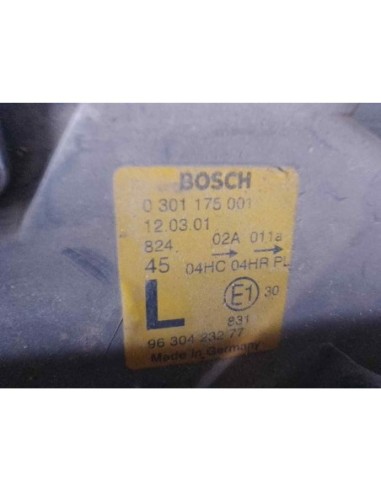 BOSCH
0 301 175 001
12.03.01
824 02A 011a
45 04HC 04HR PL
L E1 30
831
96 304 232 77
Made in Germany